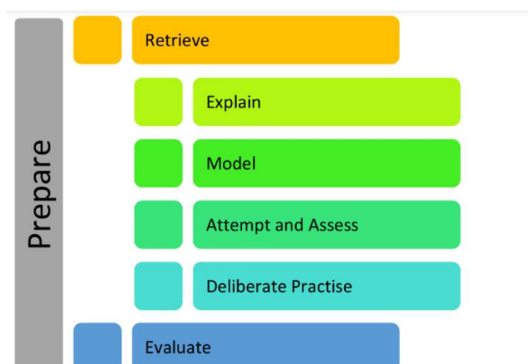 Prepare
Retrieve
Explain
Model
Attempt and Assess
Deliberate Practise
Evaluate